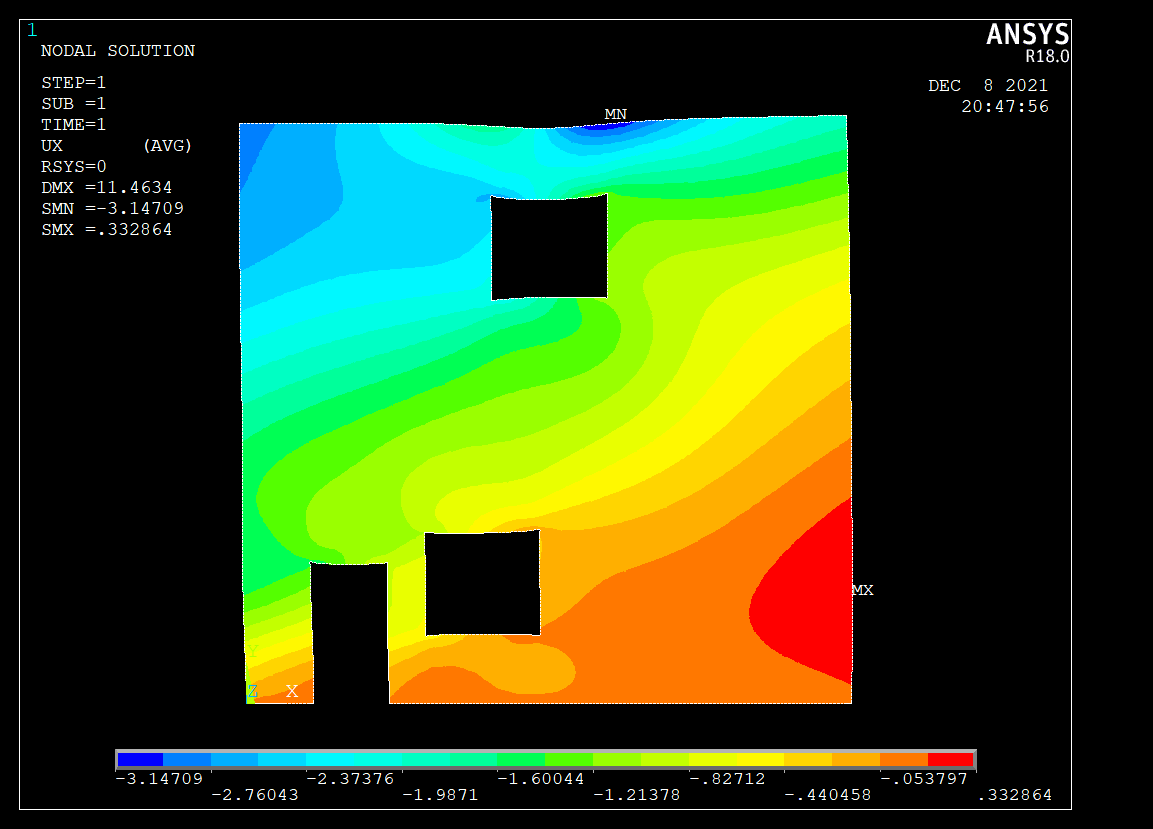 1
ANSYS
R18.0
NODAL SOLUTION
STEP=1
SUB =1
TIME=1
UX (AVG)
RSYS=0
DMX =11.4634
SMN =-3.14709
SMX =.332864
DEC 8 2021
20:47:56
MN
MX
Y
Z X
-3.14709 -2.37376 -1.60044 -.82712 -.053797
-2.76043 -1.9871 -1.21378 -.440458 .332864